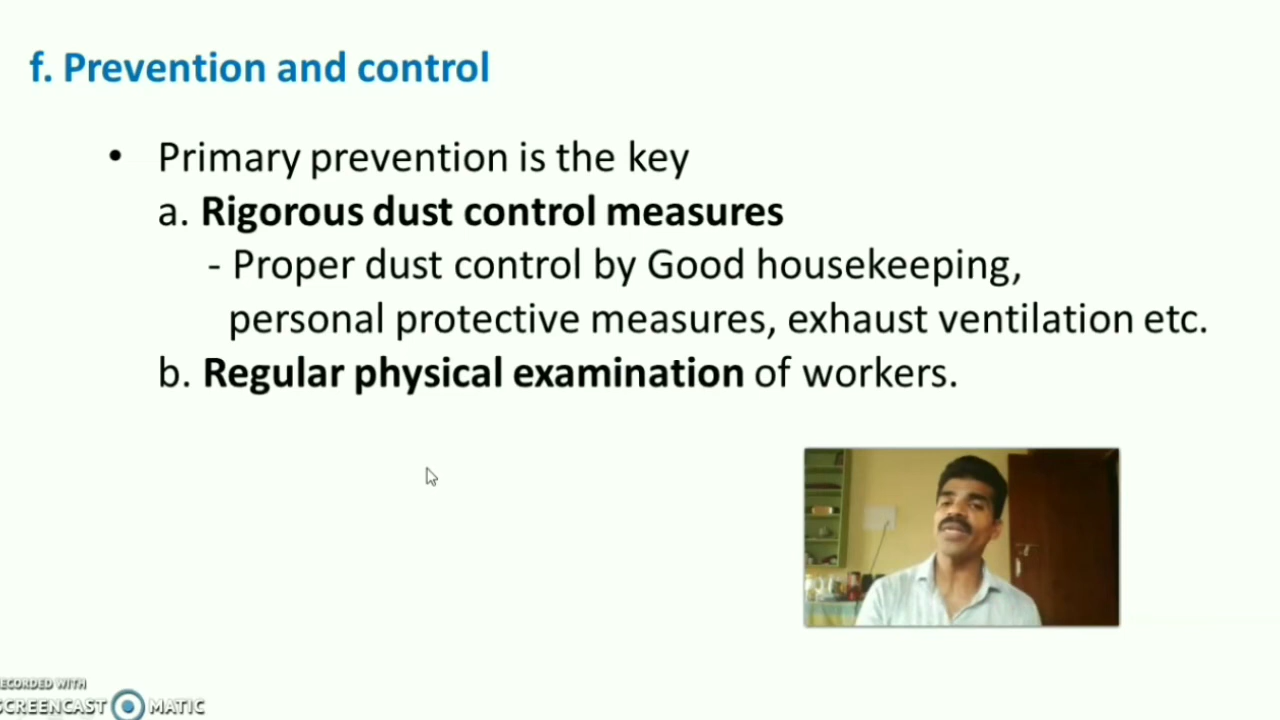 f. Prevention and control
• Primary prevention is the key
a. Rigorous dust control measures
- Proper dust control by Good housekeeping,
personal protective measures, exhaust ventilation etc.
b. Regular physical examination of workers.
RECORDED WITH
SCREENCAST MATIC